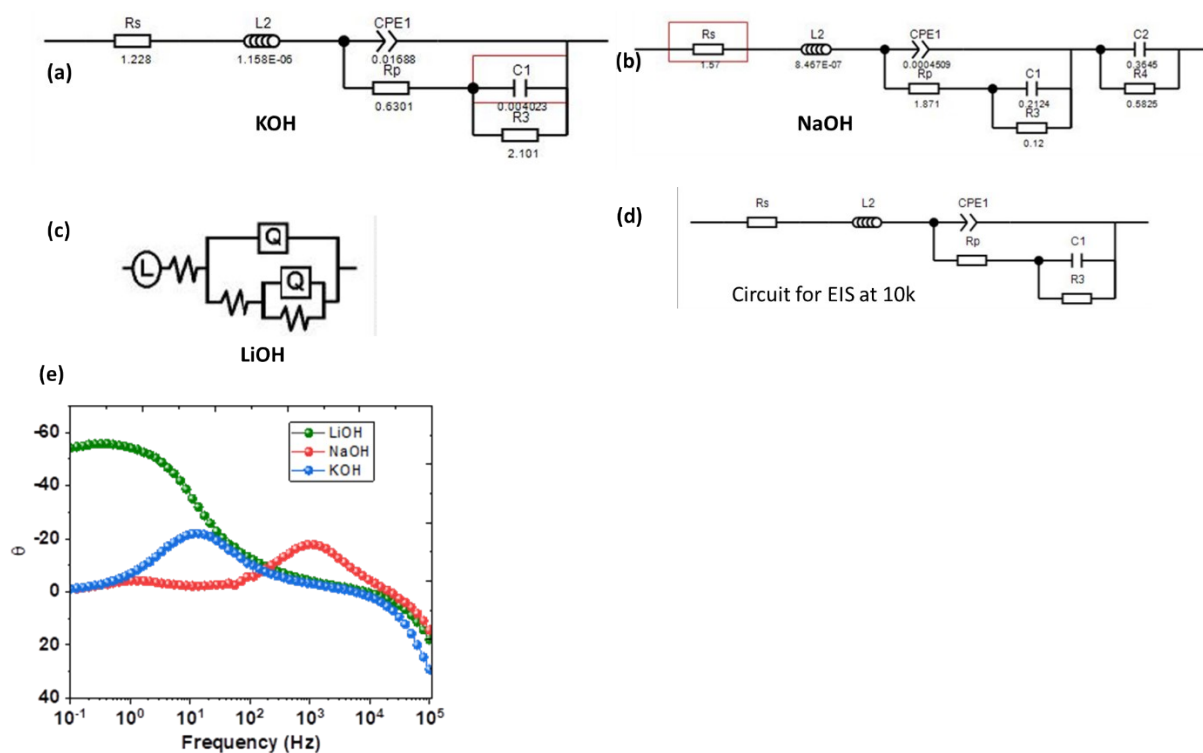 (a)
Rs
1.228
L2
1.158E-06
CPE1
0.01688
Rp
0.6301
C1
0.004023
R3
2.101
KOH
(b)
Rs
1.57
L2
8.467E-07
CPE1
0.0004509
Rp
1.871
C1
0.2124
R3
0.12
C2
0.3645
R4
0.5825
NaOH
(c)
L
Q
Q
LiOH
(d)
Rs
L2
CPE1
Rp
C1
R3
Circuit for EIS at 10k
(e)
-60
-40
-20
0
20
40
θ
LiOH
NaOH
KOH
10-1 100 101 102 103 104 105
Frequency (Hz)